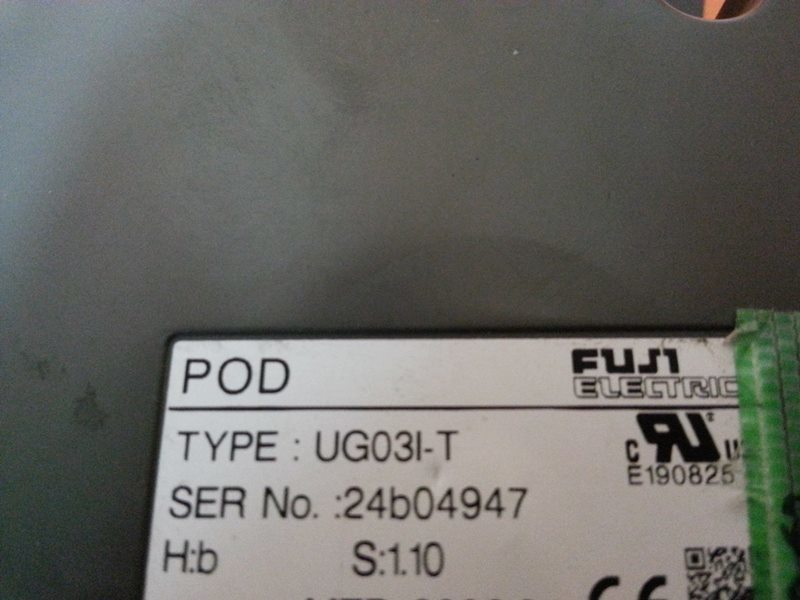 POD
FUJI
ELECTRIC
TYPE : UG03I-T
SER No. :24b04947
E190825
H:b S:1.10